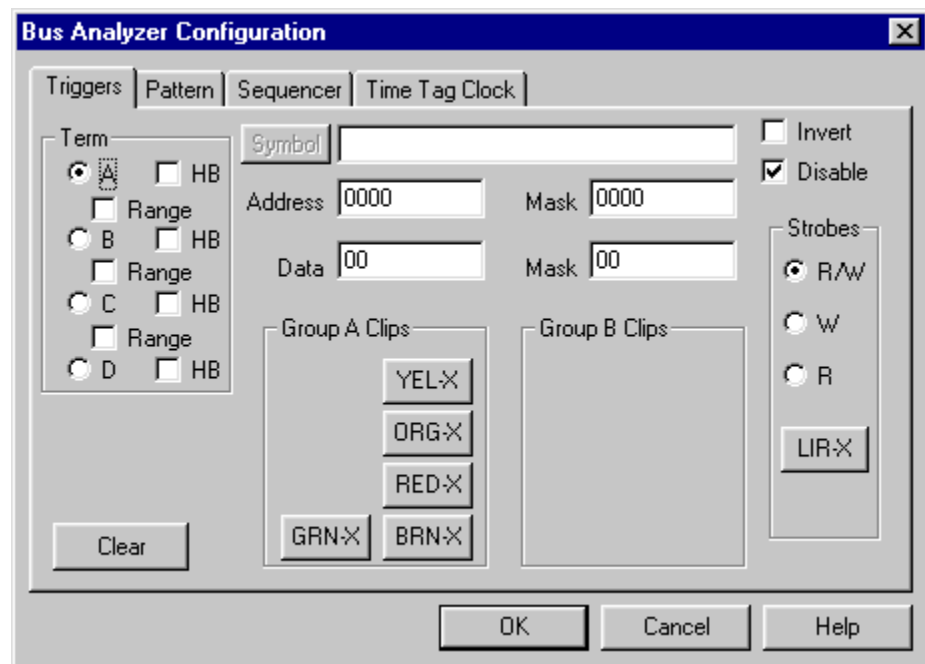 Bus Analyzer Configuration
Triggers Pattern Sequencer Time Tag Clock
Term
A HB
Range
B HB
Range
C HB
Range
D HB
Symbol
Address 0000 Mask 0000
Data 00 Mask 00
Invert
Disable
Group A Clips
YEL-X
ORG-X
RED-X
GRN-X BRN-X
Group B Clips
Strobes
R/W
W
R
LIR-X
Clear
OK Cancel Help